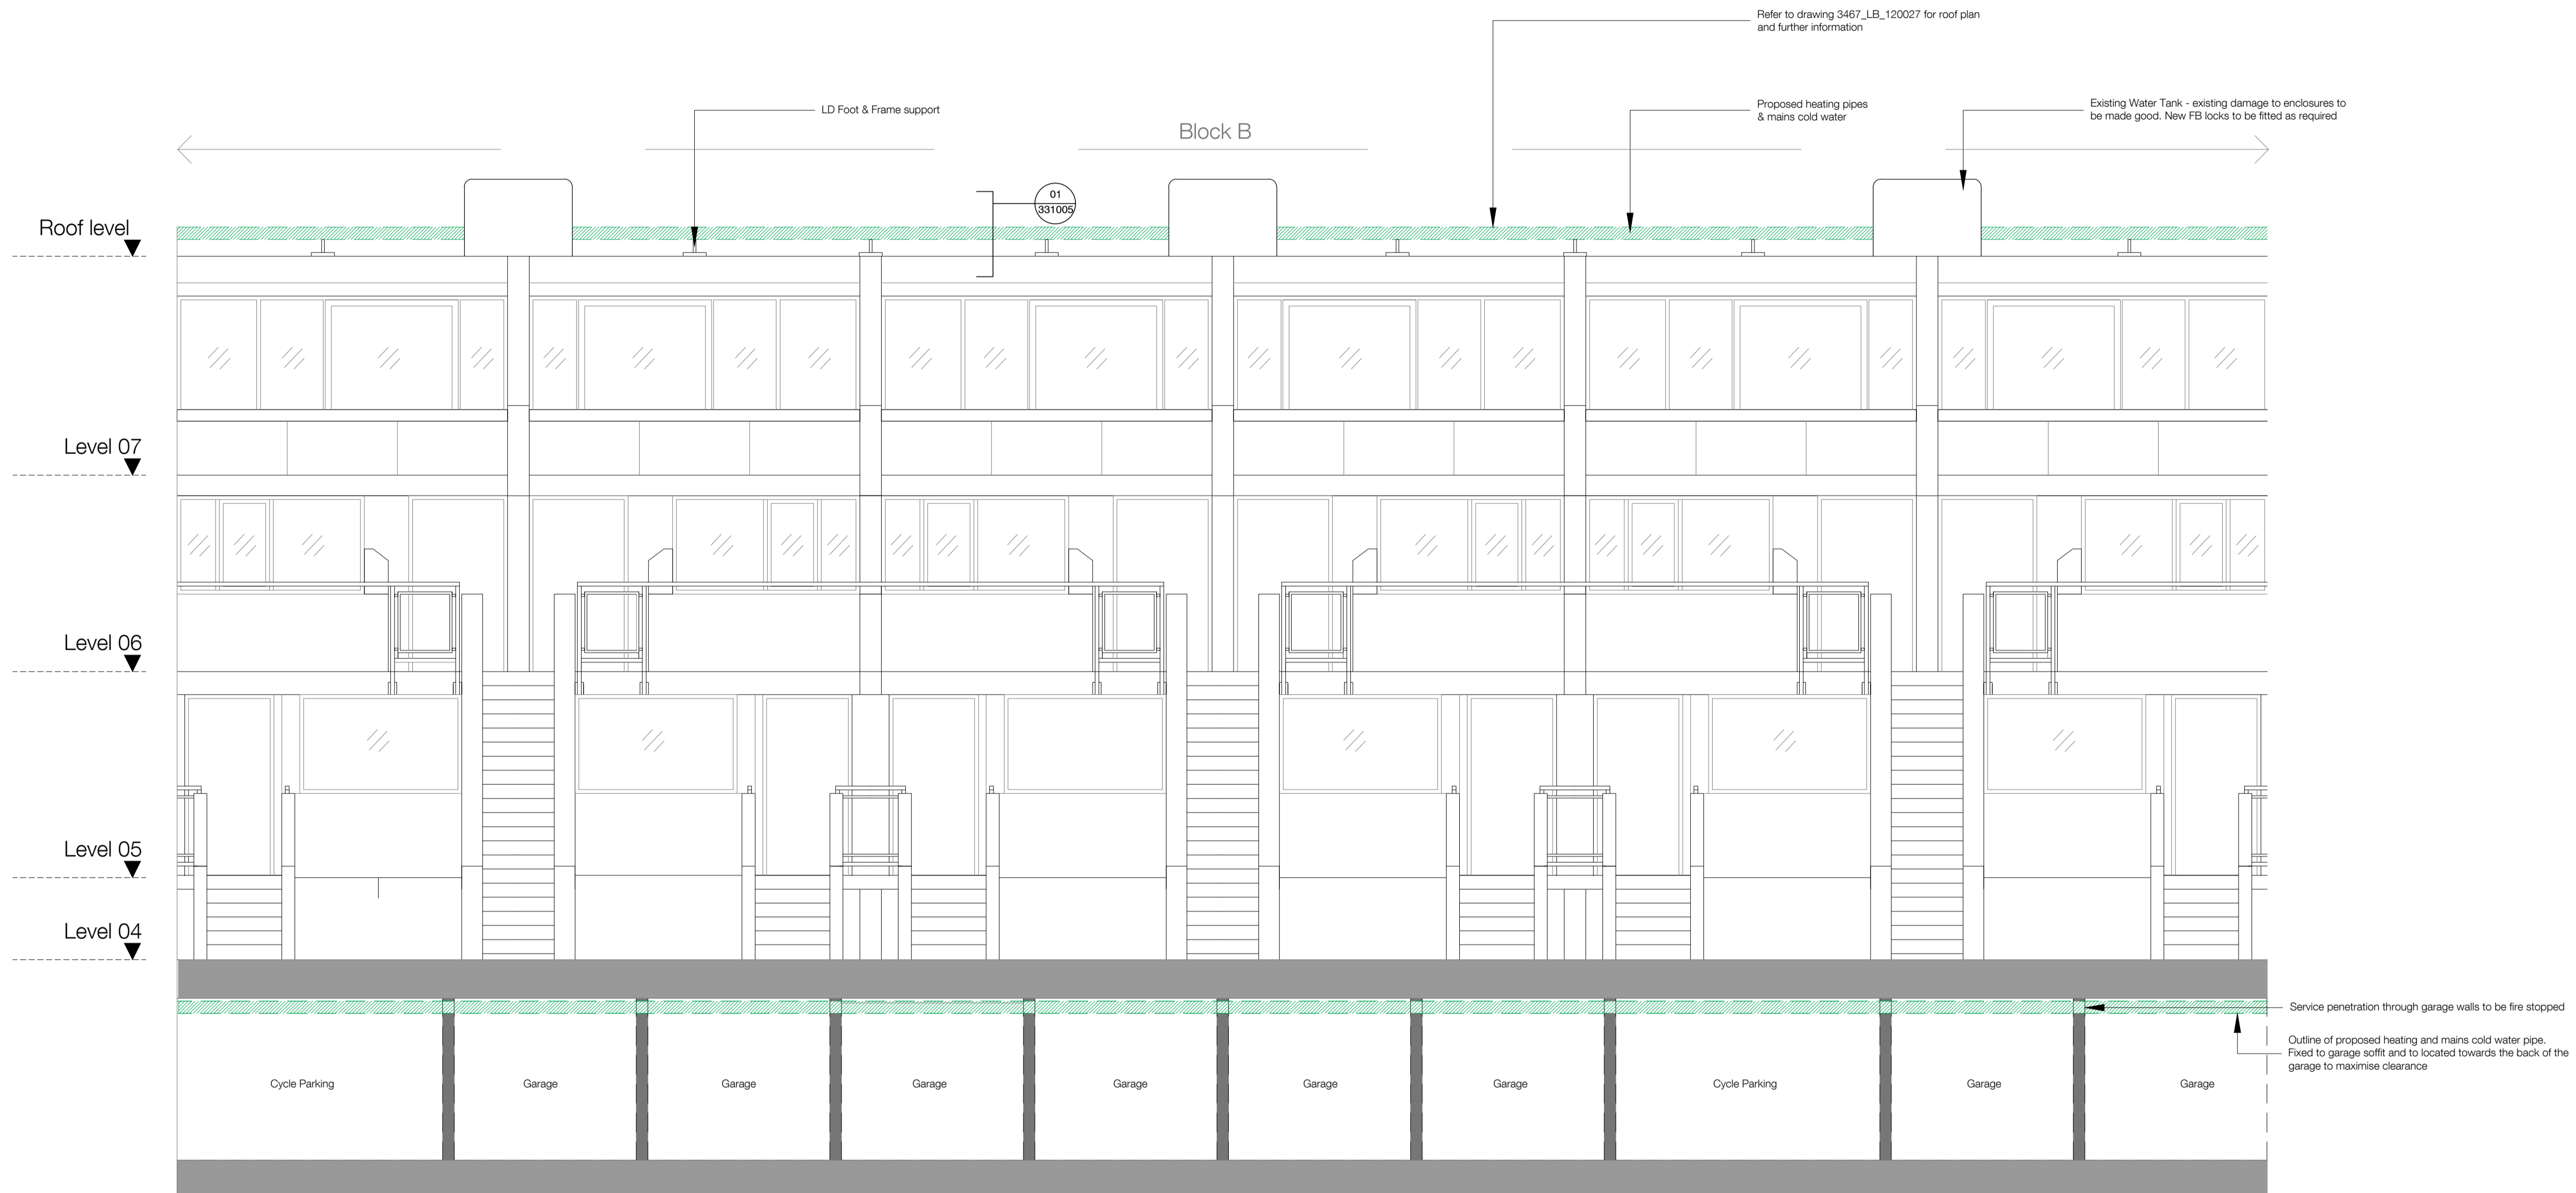 Refer to drawing 3467_LB_120027 for roof plan
and further information
LD Foot & Frame support
Proposed heating pipes
& mains cold water
Existing Water Tank - existing damage to enclosures to
be made good. New FB locks to be fitted as required
Block B
01
331005
Roof level
Level 07
Level 06
Level 05
Level 04
Service penetration through garage walls to be fire stopped
Outline of proposed heating and mains cold water pipe.
Fixed to garage soffit and to located towards the back of the
garage to maximise clearance
Cycle Parking
Garage
Garage
Garage
Garage
Garage
Garage
Cycle Parking
Garage
Garage